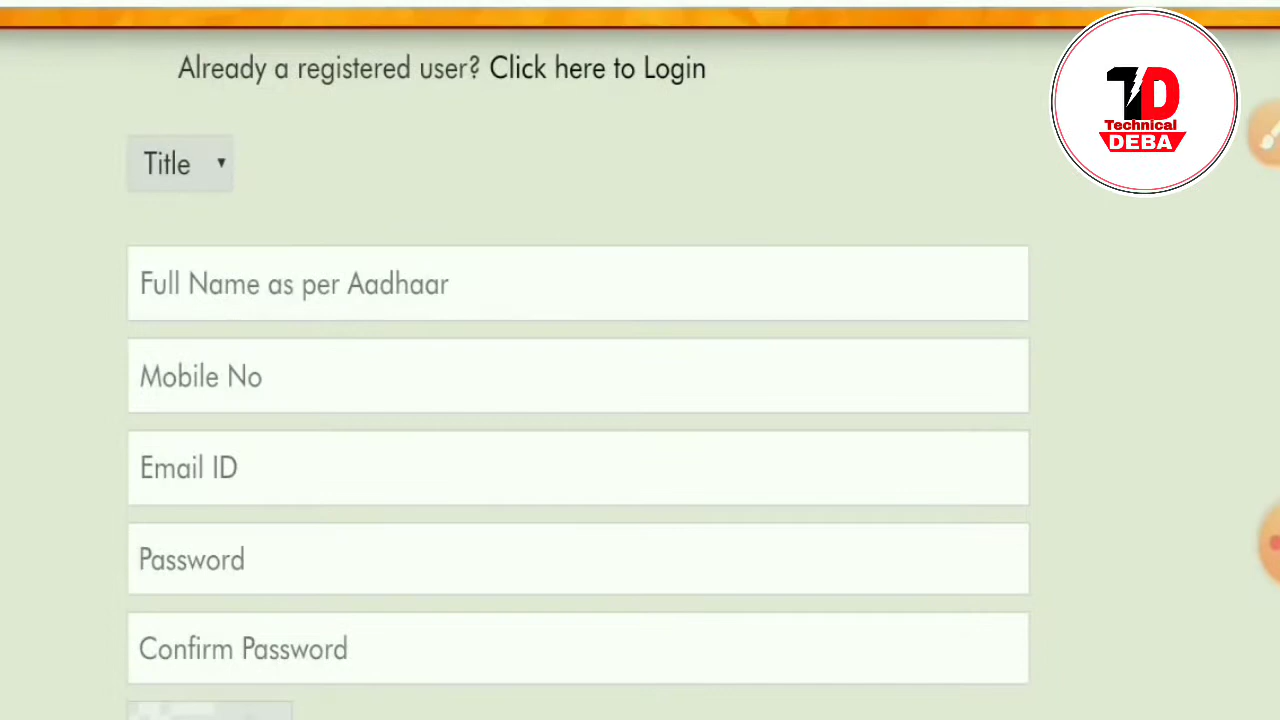 Already a registered user? Click here to Login
TD
Technical
DEBA
Title
Full Name as per Aadhaar
Mobile No
Email ID
Password
Confirm Password